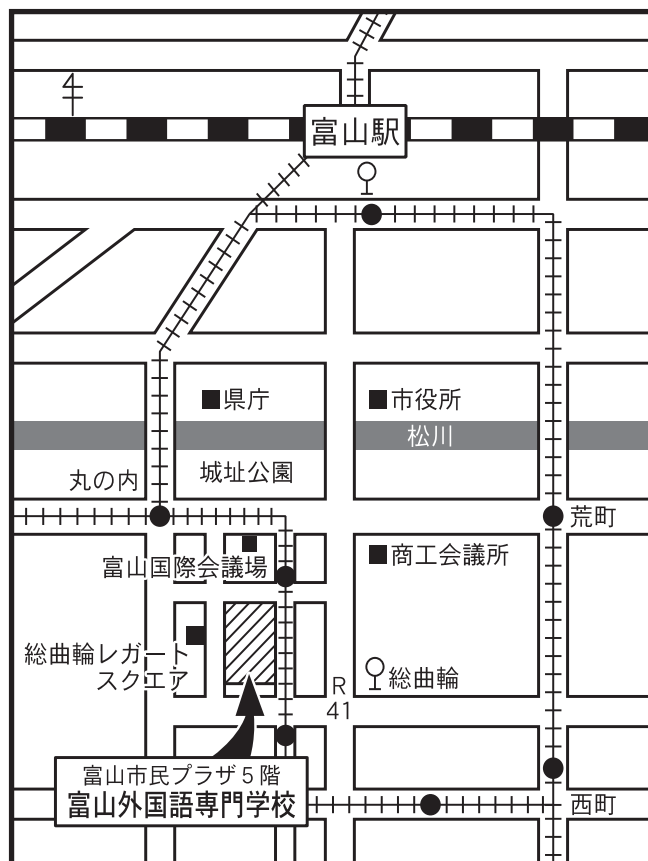 4
富山駅
県庁
市役所
松川
城址公園
丸の内
荒町
商工会議所
富山国際会議場
総曲輪レガート
スクエア
総曲輪
R
41
富山市民プラザ5階
富山外国語専門学校
西町